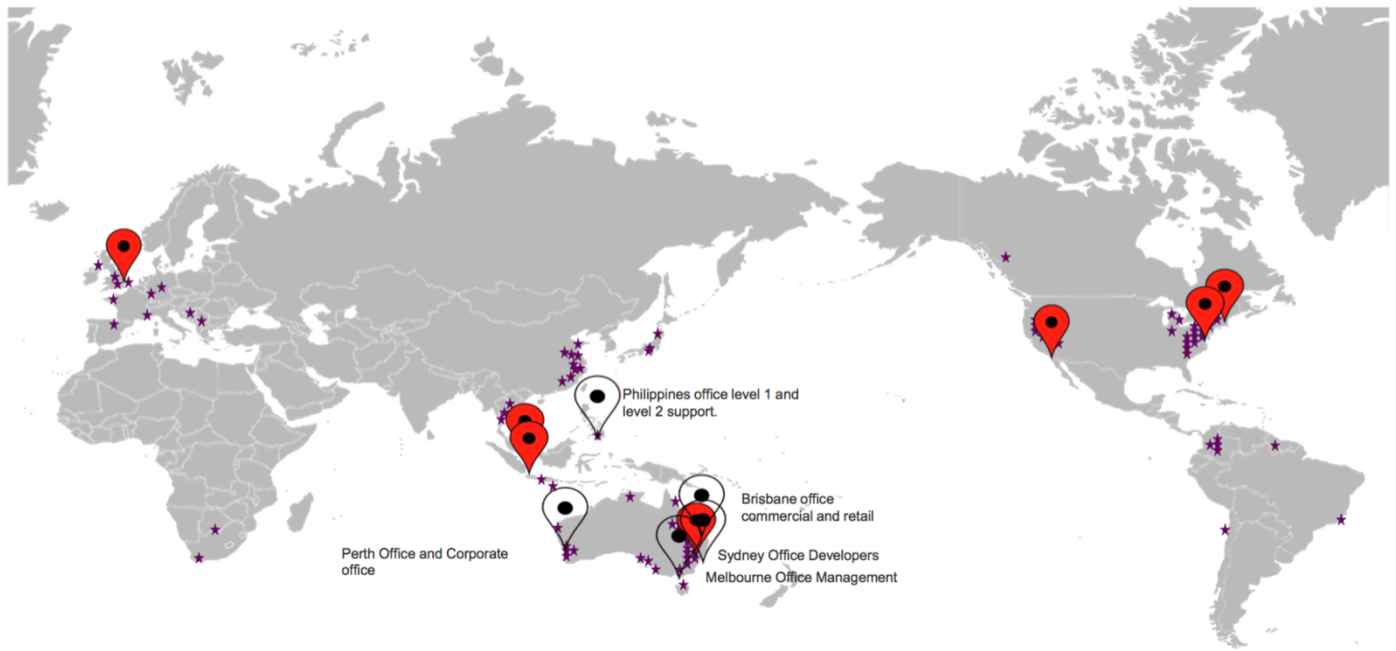 Philippines office level 1 and
level 2 support.
Brisbane office
commercial and retail
Perth Office and Corporate
office
Sydney Office Developers
Melbourne Office Management